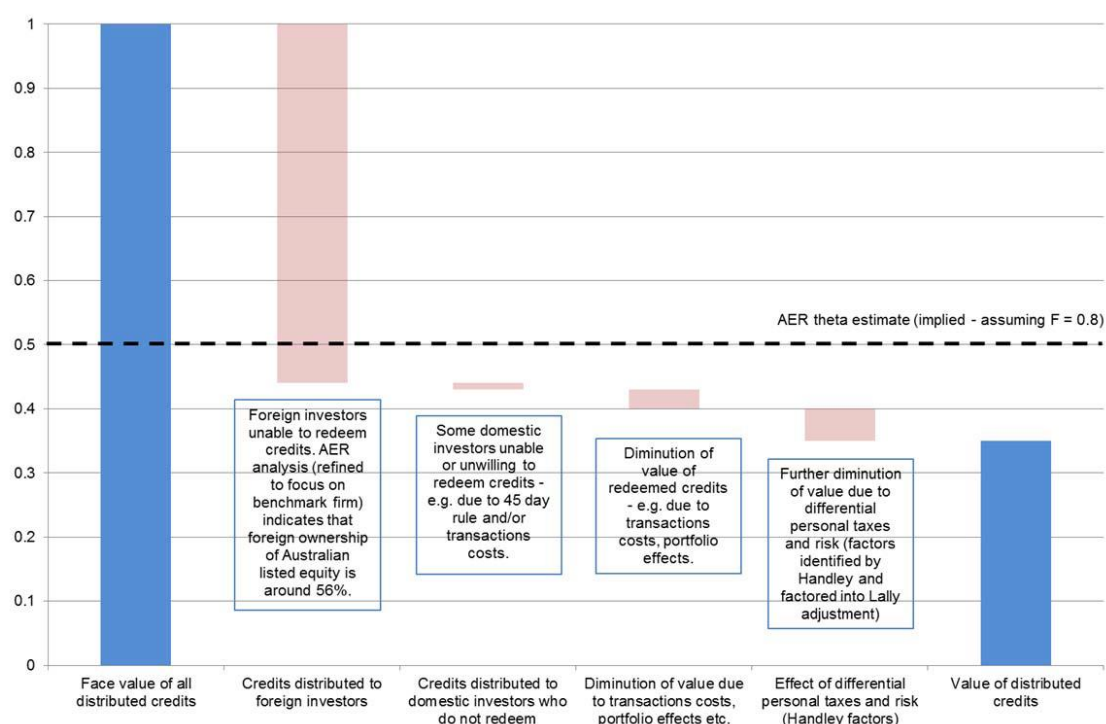 1
0.9
0.8
0.7
0.6
0.5
0.4
0.3
0.2
0.1
0
AER theta estimate (implied - assuming F = 0.8)
Foreign investors
unable to redeem
credits. AER
analysis (refined
to focus on
benchmark firm)
indicates that
foreign ownership
of Australian
listed equity is
around 56%.
Some domestic
investors unable
or unwilling to
redeem credits -
e.g. due to 45 day
rule and/or
transactions
costs.
Diminution of
value of
redeemed credits
- e.g. due to
transactions
costs, portfolio
effects.
Further diminution
of value due to
differential
personal taxes
and risk (factors
identified by
Handley and
factored into Lally
adjustment)
Face value of all
distributed credits
Credits distributed to
foreign investors
Credits distributed to
domestic investors who
do not redeem
Diminution of value due
to transactions costs,
portfolio effects etc.
Effect of differential
personal taxes and risk
(Handley factors)
Value of distributed
credits